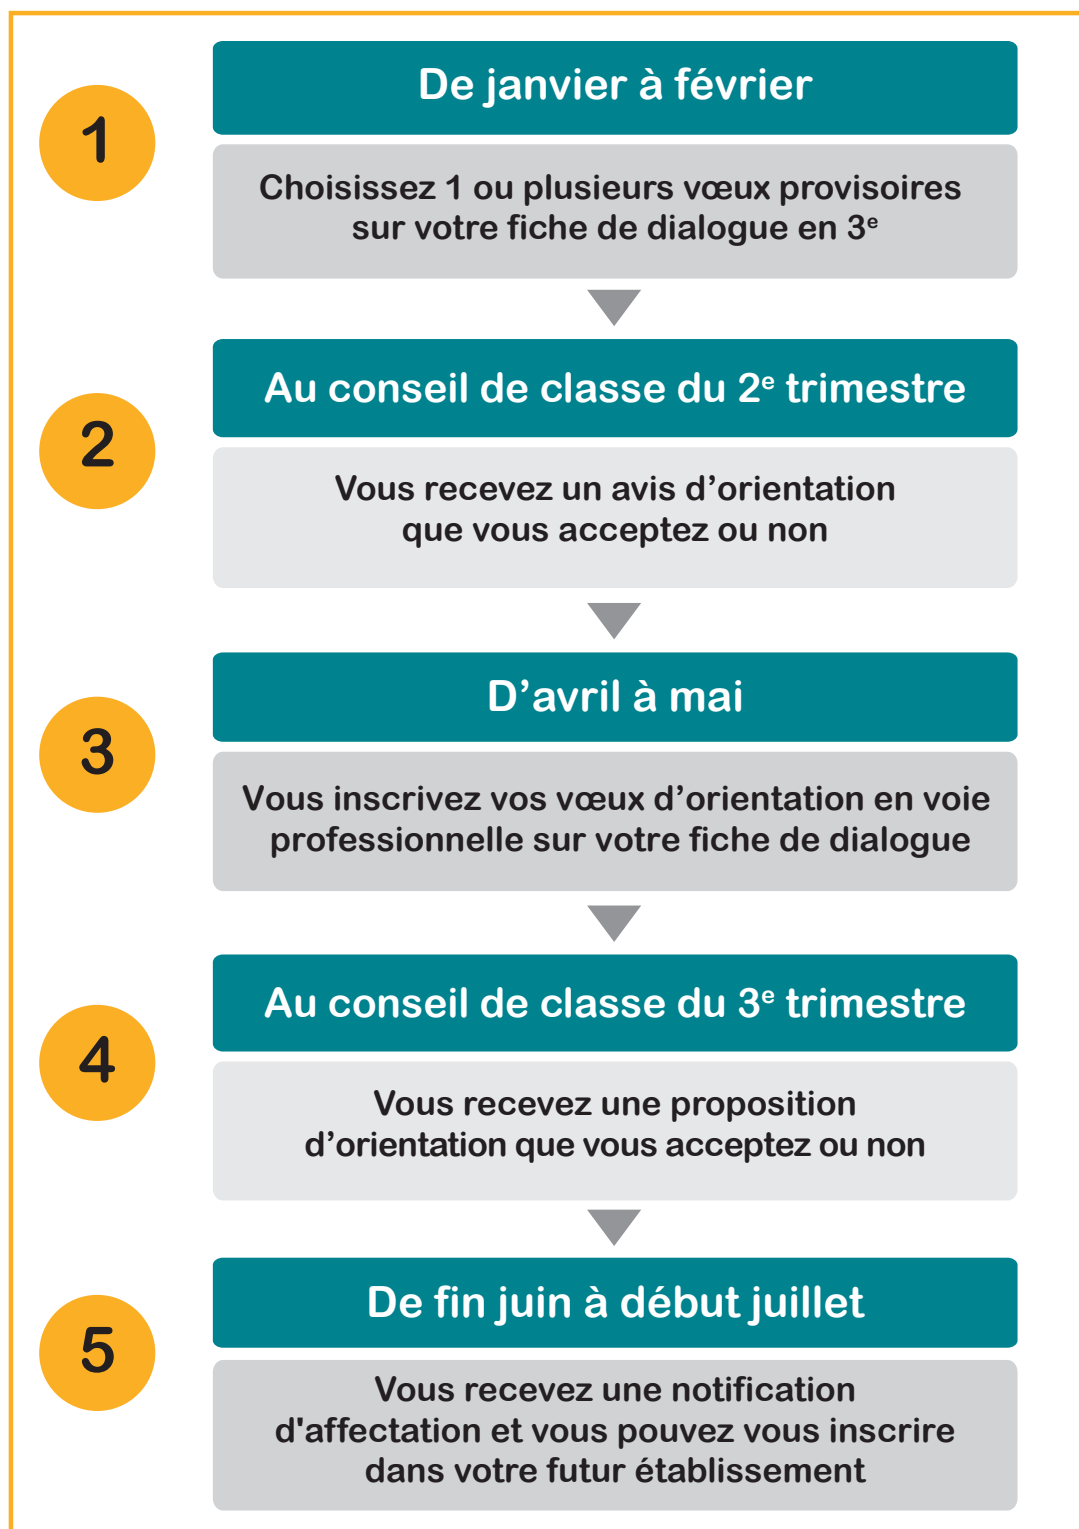 1
De janvier à février
Choisissez 1 ou plusieurs vœux provisoires
sur votre fiche de dialogue en 3e
2
Au conseil de classe du 2e trimestre
Vous recevez un avis d’orientation
que vous acceptez ou non
3
D’avril à mai
Vous inscrivez vos vœux d’orientation en voie
professionnelle sur votre fiche de dialogue
4
Au conseil de classe du 3e trimestre
Vous recevez une proposition
d’orientation que vous acceptez ou non
5
De fin juin à début juillet
Vous recevez une notification
d'affectation et vous pouvez vous inscrire
dans votre futur établissement